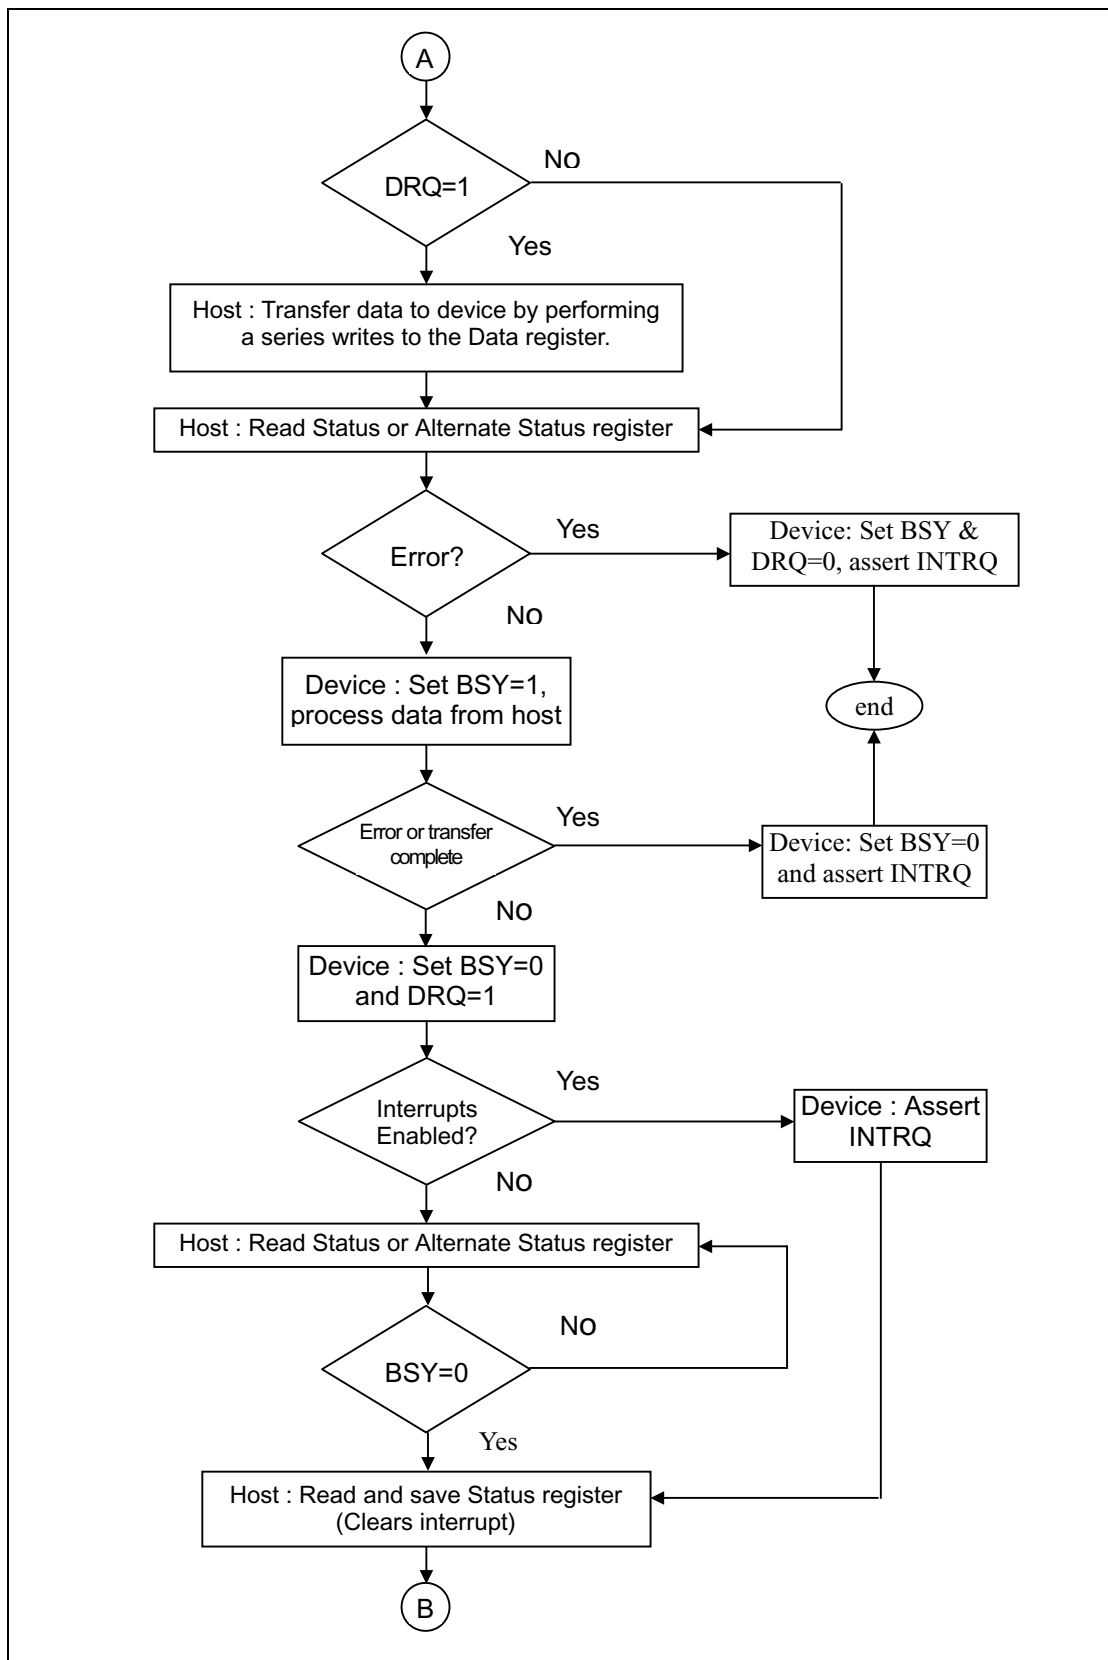 A
No
DRQ=1
Yes
Host : Transfer data to device by performing
a series writes to the Data register.
Host : Read Status or Alternate Status register
Yes
Device: Set BSY &
DRQ=0, assert INTRQ
Error?
No
Device : Set BSY=1,
process data from host
end
Yes
Error or transfer
complete
Device: Set BSY=0
and assert INTRQ
No
Device : Set BSY=0
and DRQ=1
Yes
Interrupts
Enabled?
Device : Assert
INTRQ
No
Host : Read Status or Alternate Status register
No
BSY=0
Yes
Host : Read and save Status register
(Clears interrupt)
B